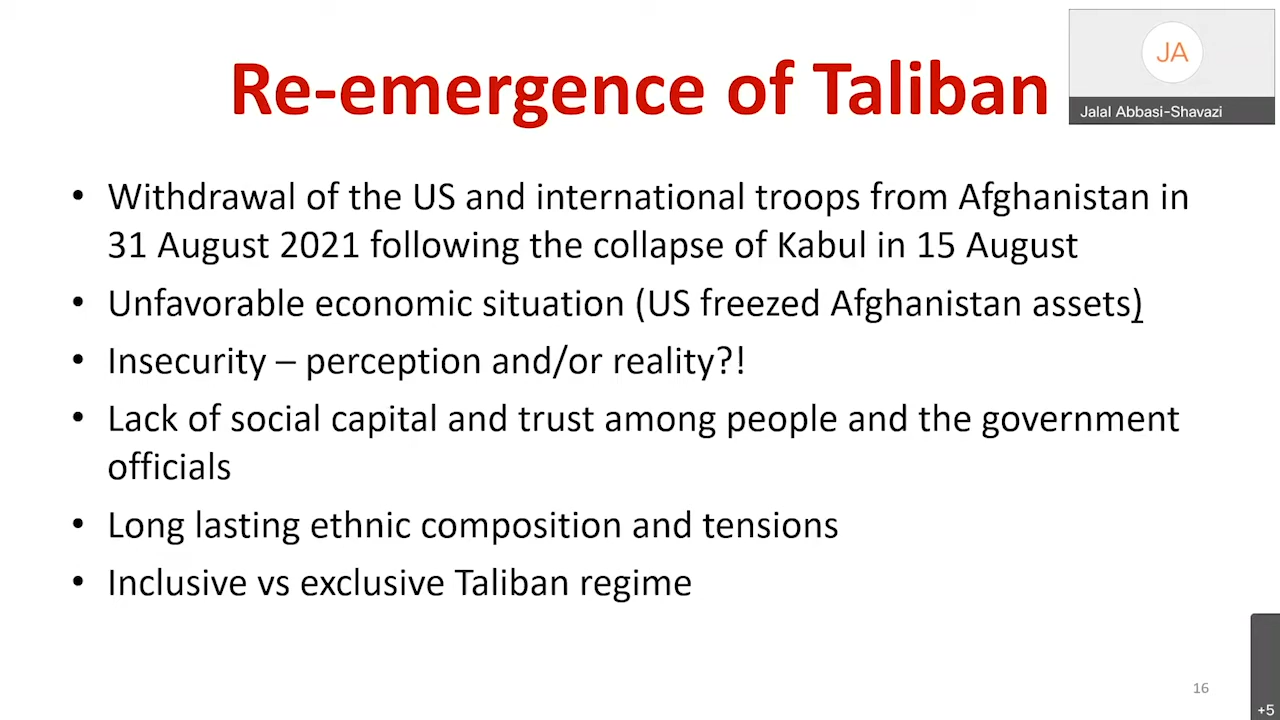 Re-emergence of Taliban
JA
Jalal Abbasi-Shavazi
• Withdrawal of the US and international troops from Afghanistan in
31 August 2021 following the collapse of Kabul in 15 August
• Unfavorable economic situation (US freezed Afghanistan assets)
• Insecurity – perception and/or reality?!
• Lack of social capital and trust among people and the government
officials
• Long lasting ethnic composition and tensions
• Inclusive vs exclusive Taliban regime
16
+5